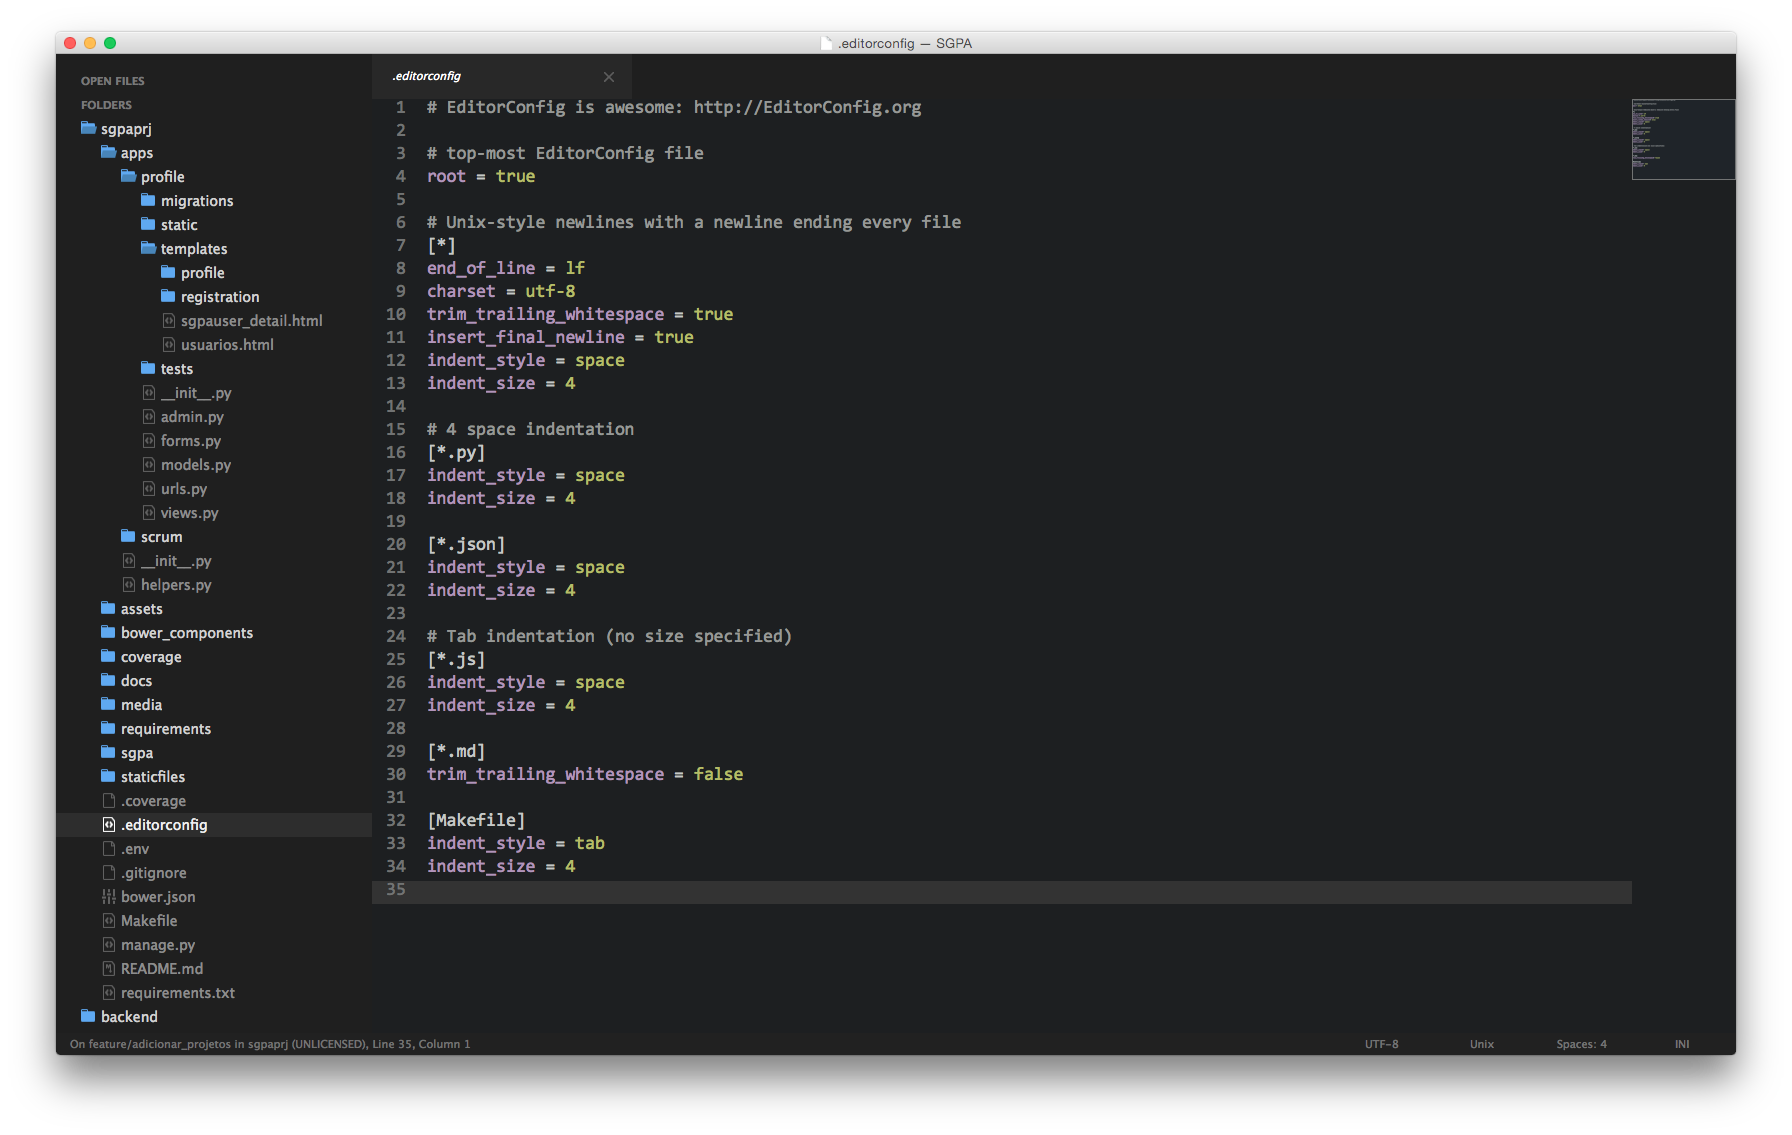 .editorconfig — SGPA
OPEN FILES
FOLDERS
sgpaprj
apps
profile
migrations
static
templates
profile
registration
sgpauser_detail.html
usuarios.html
tests
__init__.py
admin.py
forms.py
models.py
urls.py
views.py
scrum
__init__.py
helpers.py
assets
bower_components
coverage
docs
media
requirements
sgpa
staticfiles
.coverage
.editorconfig
.env
.gitignore
bower.json
Makefile
manage.py
README.md
requirements.txt
backend
.editorconfig
1 # EditorConfig is awesome: http://EditorConfig.org
2
3 # top-most EditorConfig file
4 root = true
5
6 # Unix-style newlines with a newline ending every file
7 [*]
8 end_of_line = lf
9 charset = utf-8
10 trim_trailing_whitespace = true
11 insert_final_newline = true
12 indent_style = space
13 indent_size = 4
14
15 # 4 space indentation
16 [*.py]
17 indent_style = space
18 indent_size = 4
19
20 [*.json]
21 indent_style = space
22 indent_size = 4
23
24 # Tab indentation (no size specified)
25 [*.js]
26 indent_style = space
27 indent_size = 4
28
29 [*.md]
30 trim_trailing_whitespace = false
31
32 [Makefile]
33 indent_style = tab
34 indent_size = 4
35
On feature/adicionar_projetos in sgpaprj (UNLICENSED), Line 35, Column 1
UTF-8
Unix
Spaces: 4
INI